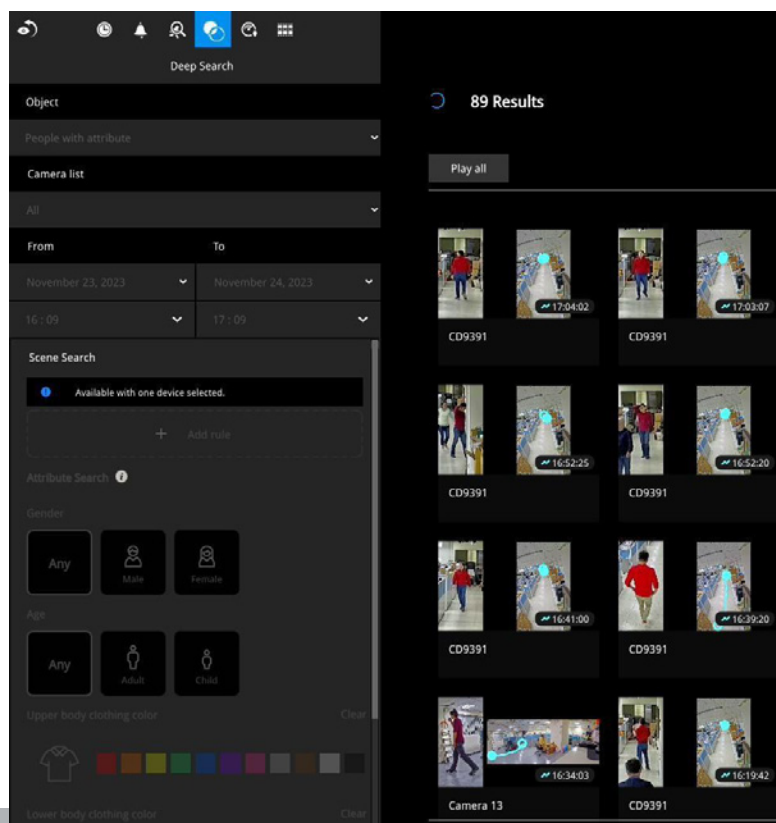 Deep Search
Object
People with attribute
Camera list
All
From To
November 23, 2023 November 24, 2023
16 : 09 17 : 09
Scene Search
Available with one device selected.
+ Add rule
Attribute Search
Gender
Any Male Female
Age
Any Adult Child
Upper body clothing color Clear
Lower body clothing color Clear
89 Results
Play all
17:04:02 17:03:07
CD9391 CD9391
16:52:25 16:52:20
CD9391 CD9391
16:41:00 16:39:20
CD9391 CD9391
16:34:03 16:19:42
Camera 13 CD9391